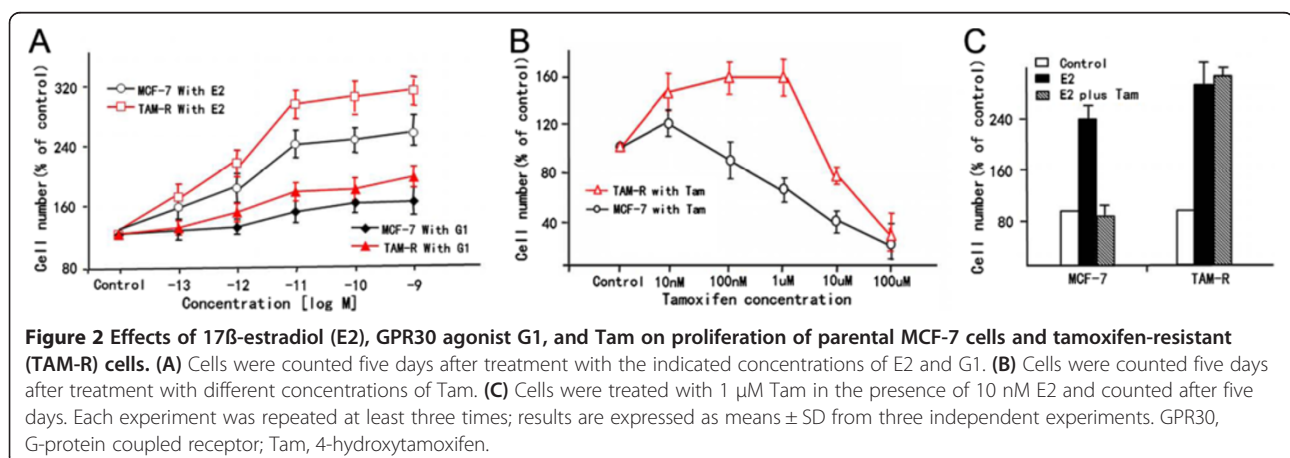 A
Cell number(% of control)
320
240
160
80
MCF-7 With E2
TAM-R With E2
MCF-7 With G1
TAM-R With G1
Control -13 -12 -11 -10 -9
Concentration [log M]
B
Cell number(% of control)
160
120
80
40
TAM-R with Tam
MCF-7 with Tam
Control 10nM 100nM 1uM 10uM 100uM
Tamoxifen concentration
C
Cell number(% of control)
240
160
80
Control
E2
E2 plus Tam
MCF-7 TAM-R
Figure 2 Effects of 17ß-estradiol (E2), GPR30 agonist G1, and Tam on proliferation of parental MCF-7 cells and tamoxifen-resistant
(TAM-R) cells. (A) Cells were counted five days after treatment with the indicated concentrations of E2 and G1. (B) Cells were counted five days
after treatment with different concentrations of Tam. (C) Cells were treated with 1 μM Tam in the presence of 10 nM E2 and counted after five
days. Each experiment was repeated at least three times; results are expressed as means ± SD from three independent experiments. GPR30,
G-protein coupled receptor; Tam, 4-hydroxytamoxifen.